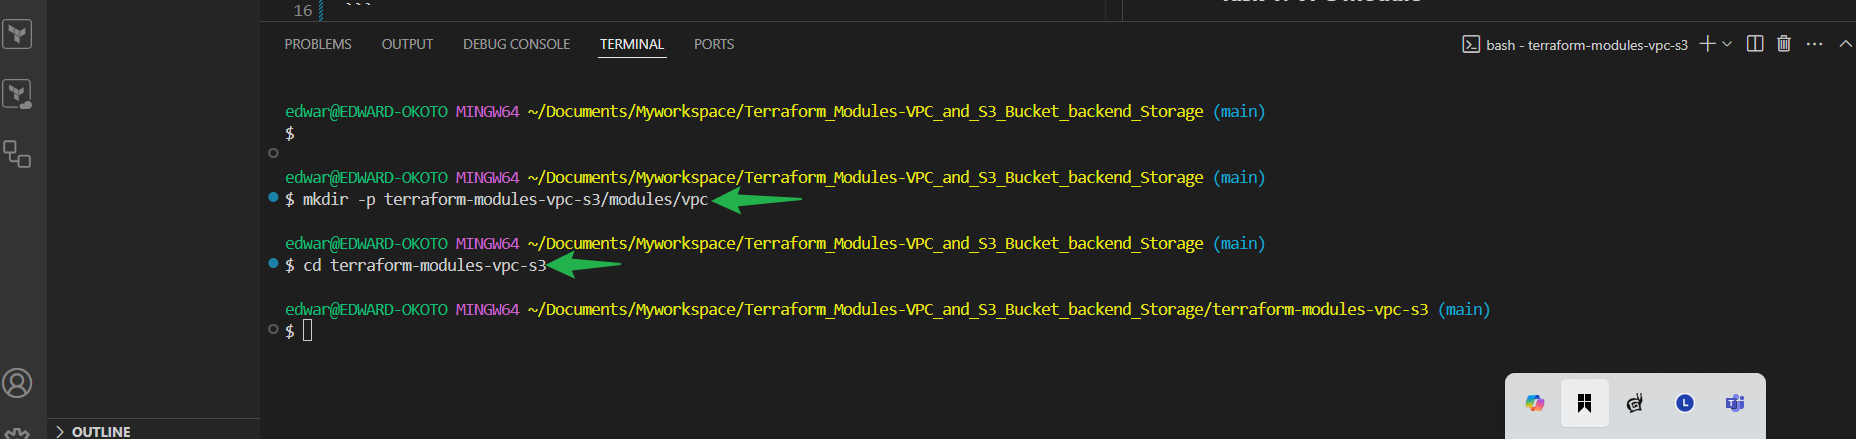 16 ```
PROBLEMS OUTPUT DEBUG CONSOLE TERMINAL PORTS bash - terraform-modules-vpc-s3
edwar@EDWARD-OKOTO MINGW64 ~/Documents/Myworkspace/Terraform_Modules-VPC_and_S3_Bucket_backend_Storage (main)
$
edwar@EDWARD-OKOTO MINGW64 ~/Documents/Myworkspace/Terraform_Modules-VPC_and_S3_Bucket_backend_Storage (main)
$ mkdir -p terraform-modules-vpc-s3/modules/vpc
edwar@EDWARD-OKOTO MINGW64 ~/Documents/Myworkspace/Terraform_Modules-VPC_and_S3_Bucket_backend_Storage (main)
$ cd terraform-modules-vpc-s3
edwar@EDWARD-OKOTO MINGW64 ~/Documents/Myworkspace/Terraform_Modules-VPC_and_S3_Bucket_backend_Storage/terraform-modules-vpc-s3 (main)
$
L
OUTLINE